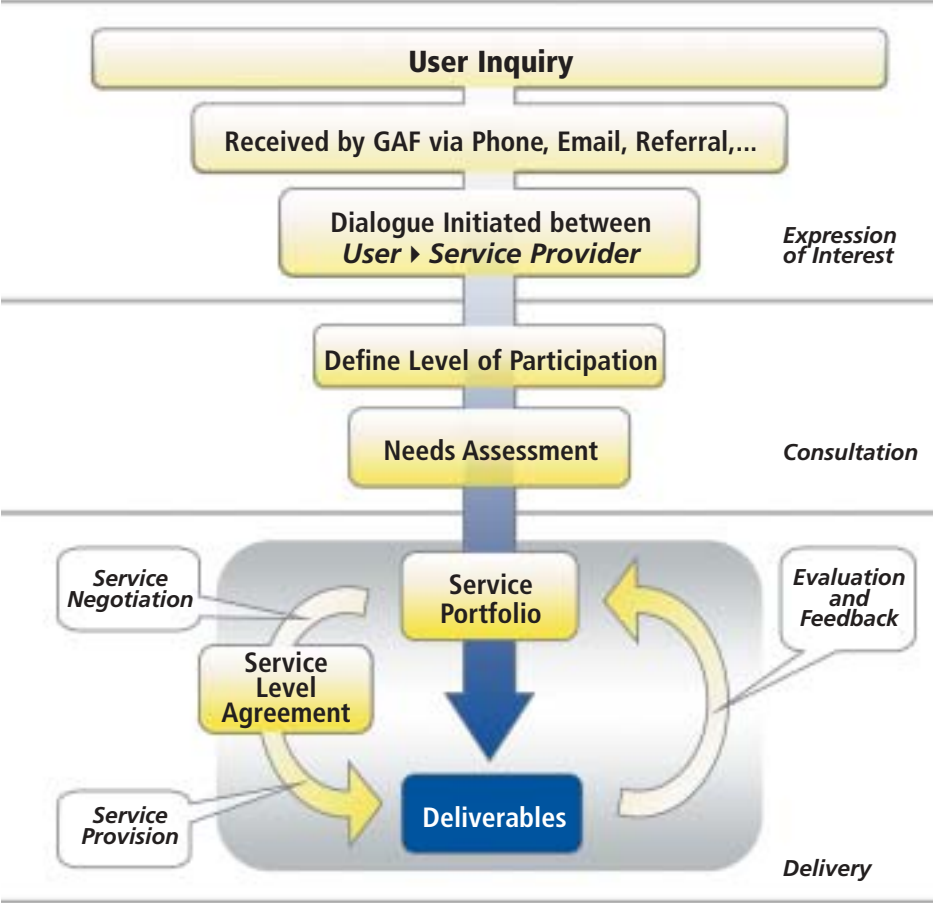 User Inquiry
Received by GAF via Phone, Email, Referral,...
Dialogue Initiated between
User ▸ Service Provider
Expression
of Interest
Define Level of Participation
Needs Assessment
Consultation
Service
Negotiation
Service
Portfolio
Evaluation
and
Feedback
Service
Level
Agreement
Service
Provision
Deliverables
Delivery